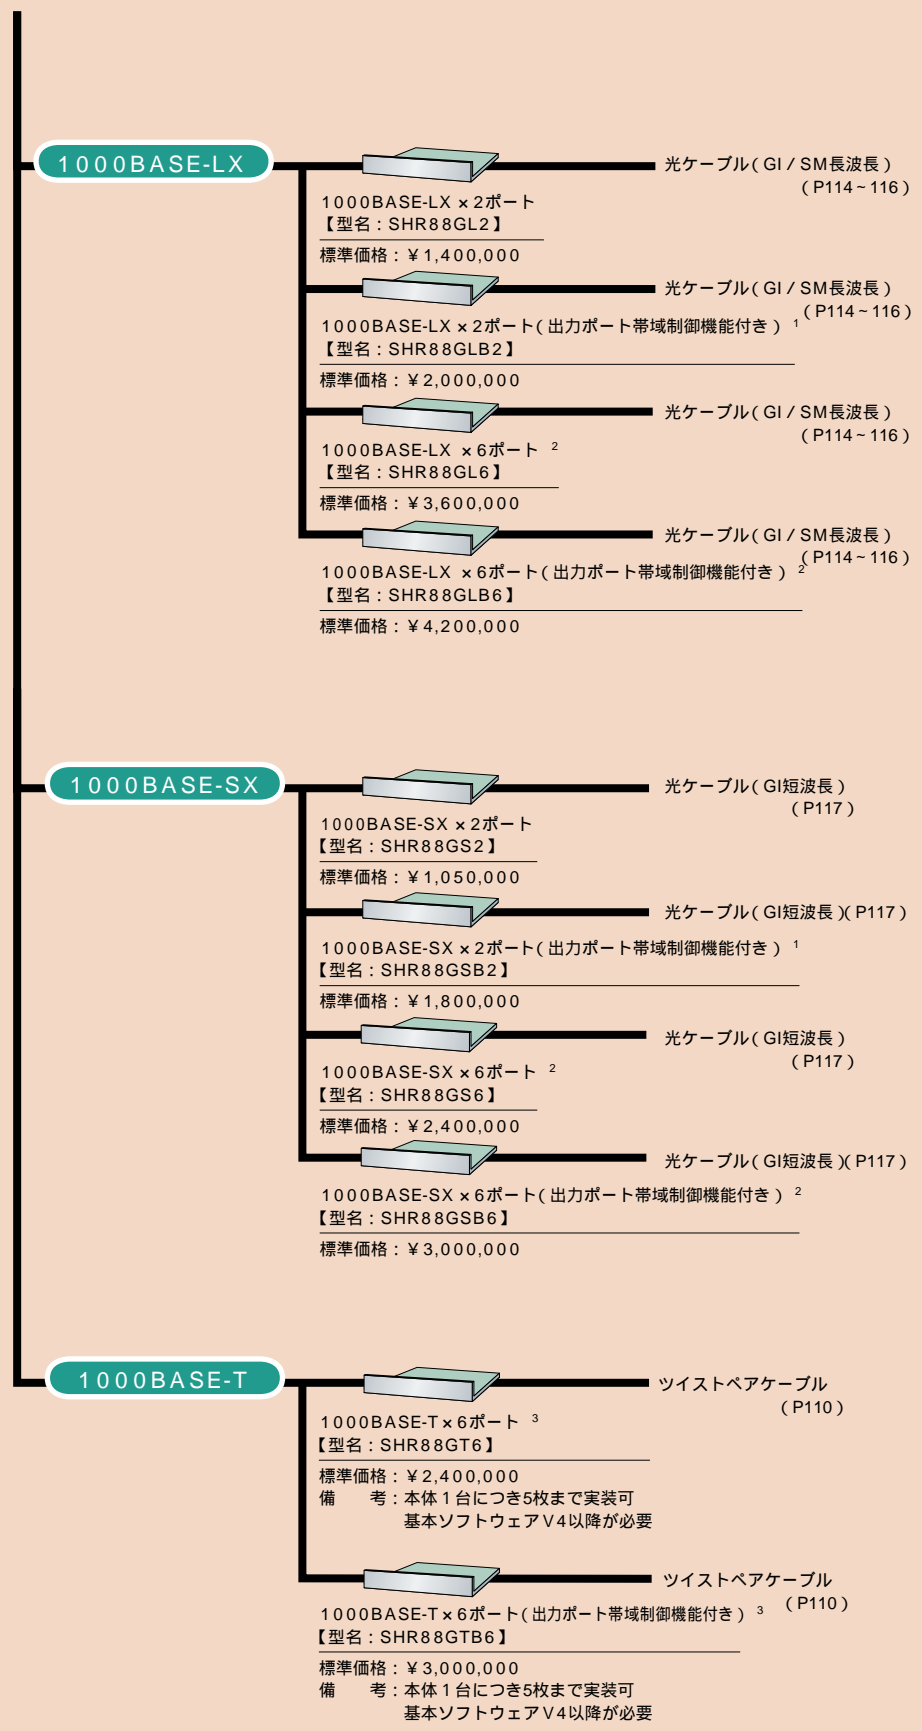 1000BASE-LX
光ケーブル(GI/SM長波長)
(P114~116)
1000BASE-LX×2ポート
【型名:SHR88GL2】
標準価格:¥1,400,000
光ケーブル(GI/SM長波長)
(P114~116)
1000BASE-LX×2ポート(出力ポート帯域制御機能付き) 1
【型名:SHR88GLB2】
標準価格:¥2,000,000
光ケーブル(GI/SM長波長)
(P114~116)
1000BASE-LX ×6ポート 2
【型名:SHR88GL6】
標準価格:¥3,600,000
光ケーブル(GI/SM長波長)
(P114~116)
1000BASE-LX ×6ポート(出力ポート帯域制御機能付き) 2
【型名:SHR88GLB6】
標準価格:¥4,200,000
1000BASE-SX
光ケーブル(GI短波長)
(P117)
1000BASE-SX×2ポート
【型名:SHR88GS2】
標準価格:¥1,050,000
光ケーブル(GI短波長)(P117)
1000BASE-SX×2ポート(出力ポート帯域制御機能付き) 1
【型名:SHR88GSB2】
標準価格:¥1,800,000
光ケーブル(GI短波長)
(P117)
1000BASE-SX×6ポート 2
【型名:SHR88GS6】
標準価格:¥2,400,000
光ケーブル(GI短波長)(P117)
1000BASE-SX×6ポート(出力ポート帯域制御機能付き) 2
【型名:SHR88GSB6】
標準価格:¥3,000,000
1000BASE-T
ツイストペアケーブル
(P110)
1000BASE-T×6ポート 3
【型名:SHR88GT6】
標準価格:¥2,400,000
備 考:本体1台につき5枚まで実装可
基本ソフトウェアV4以降が必要
ツイストペアケーブル
(P110)
1000BASE-T×6ポート(出力ポート帯域制御機能付き) 3
【型名:SHR88GTB6】
標準価格:¥3,000,000
備 考:本体1台につき5枚まで実装可
基本ソフトウェアV4以降が必要